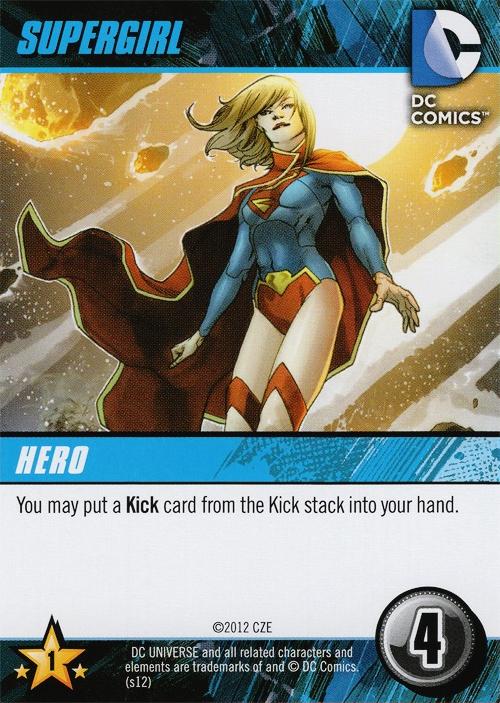 SUPERGIRL
DC
DC
COMICS™
HERO
You may put a Kick card from the Kick stack into your hand.
©2012 CZE
1
DC UNIVERSE and all related characters and
elements are trademarks of and © DC Comics.
(s12)
4